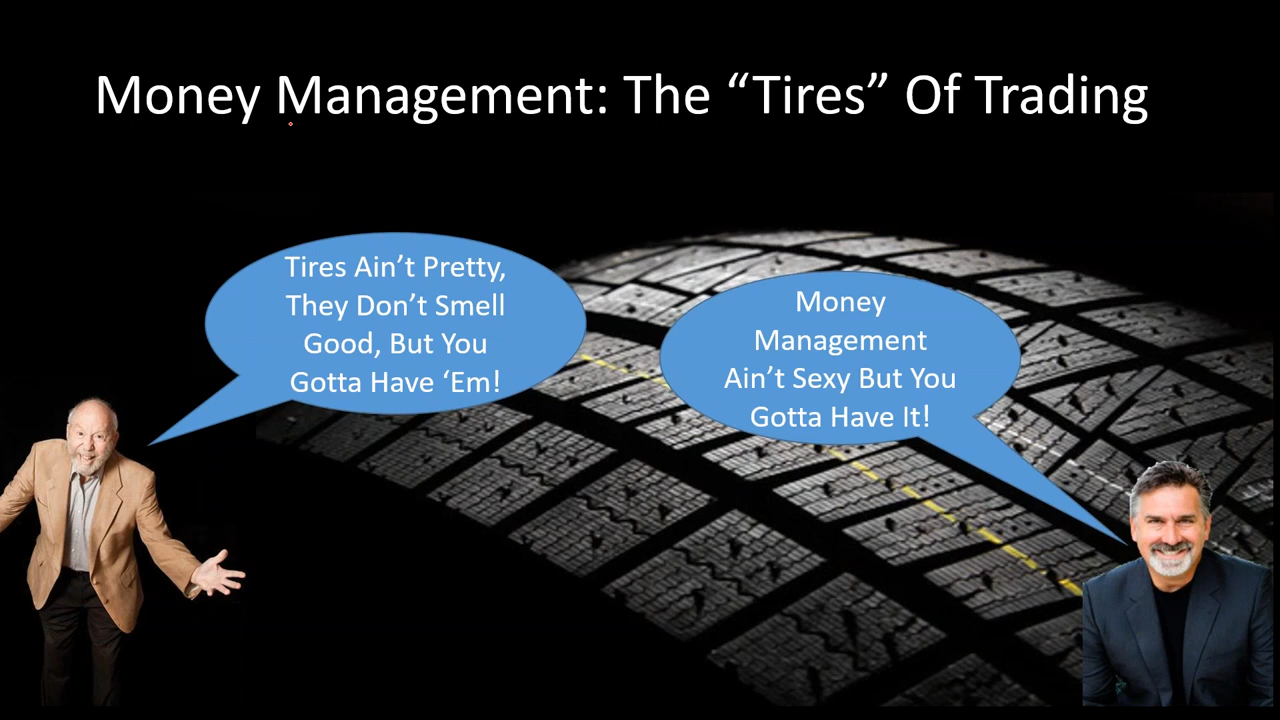 Money Management: The “Tires” Of Trading
Tires Ain’t Pretty,
They Don’t Smell
Good, But You
Gotta Have ‘Em!
Money
Management
Ain’t Sexy But You
Gotta Have It!